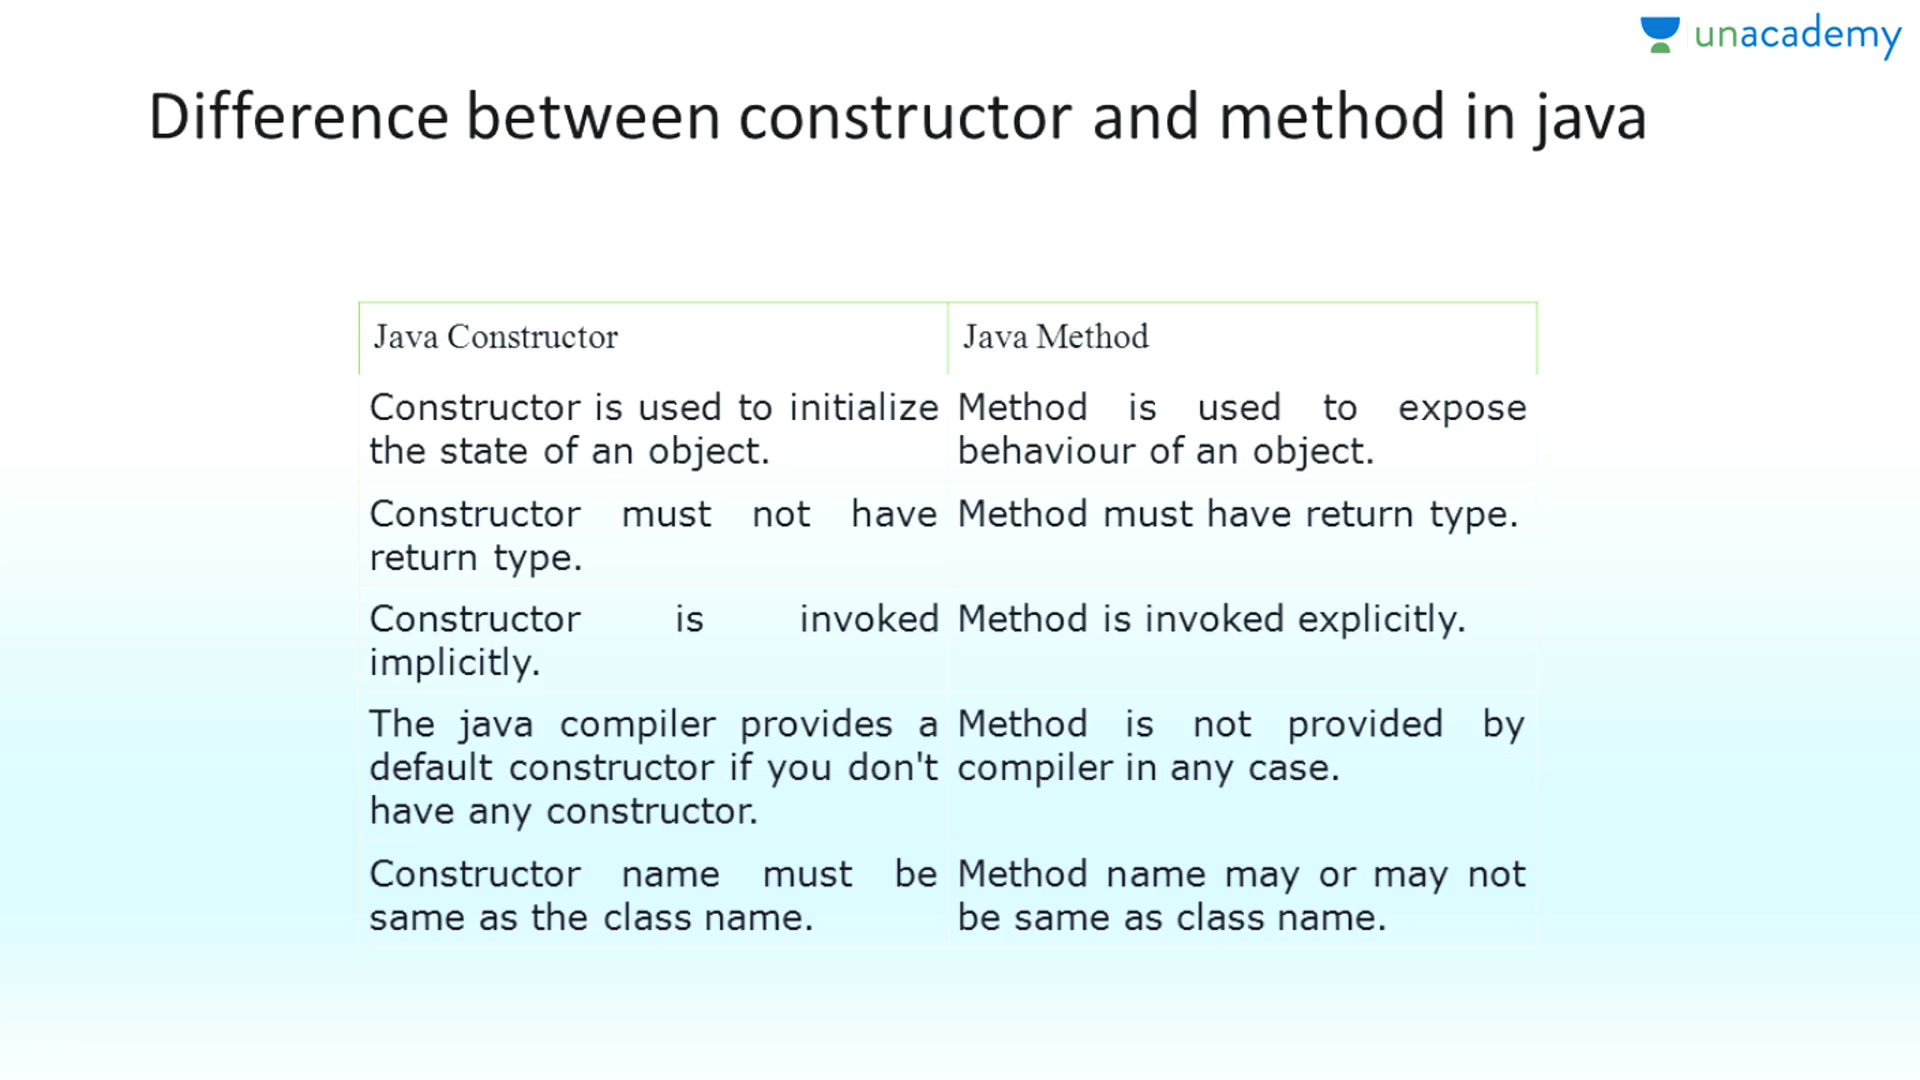 unacademy
Difference between constructor and method in java
Java Constructor
Java Method
Constructor is used to initialize
the state of an object.
Method is used to expose
behaviour of an object.
Constructor must not have
return type.
Method must have return type.
Constructor is invoked
implicitly.
Method is invoked explicitly.
The java compiler provides a
default constructor if you don't
have any constructor.
Method is not provided by
compiler in any case.
Constructor name must be
same as the class name.
Method name may or may not
be same as class name.